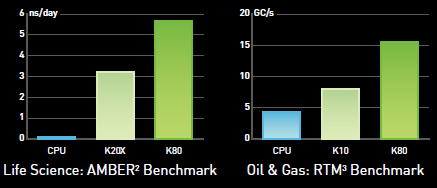 6 ns/day
5
4
3
2
1
0
CPU K20X K80
Life Science: AMBER² Benchmark
20 GC/s
15
10
5
0
CPU K10 K80
Oil & Gas: RTM³ Benchmark